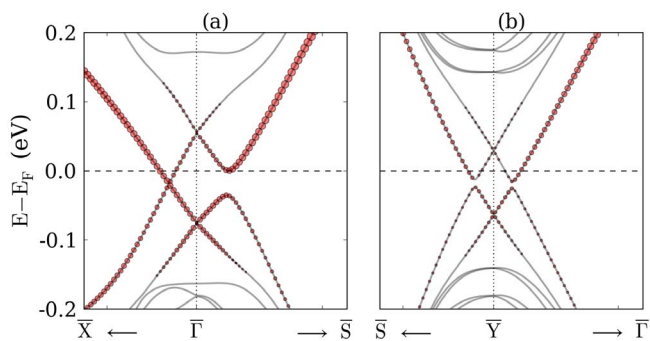 (a) (b)
0.2
0.1
0.0
-0.1
-0.2
E−E_F (eV)
X̅ ← Γ̅ → S̅ S̅ ← Y̅ → Γ̅